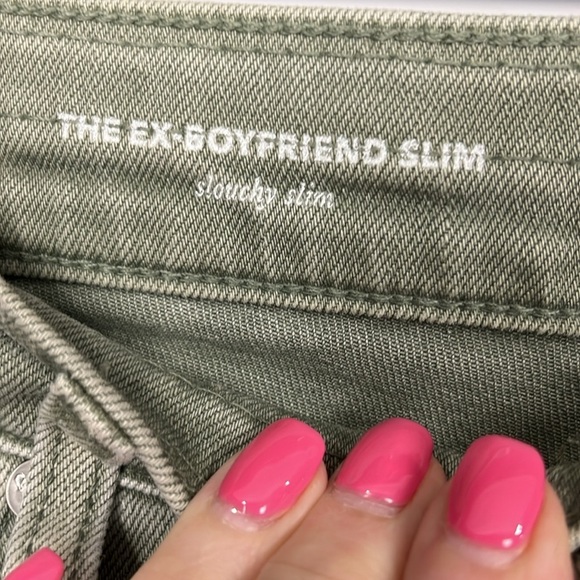 THE EX-BOYFRIEND SLIM
slouchy slim